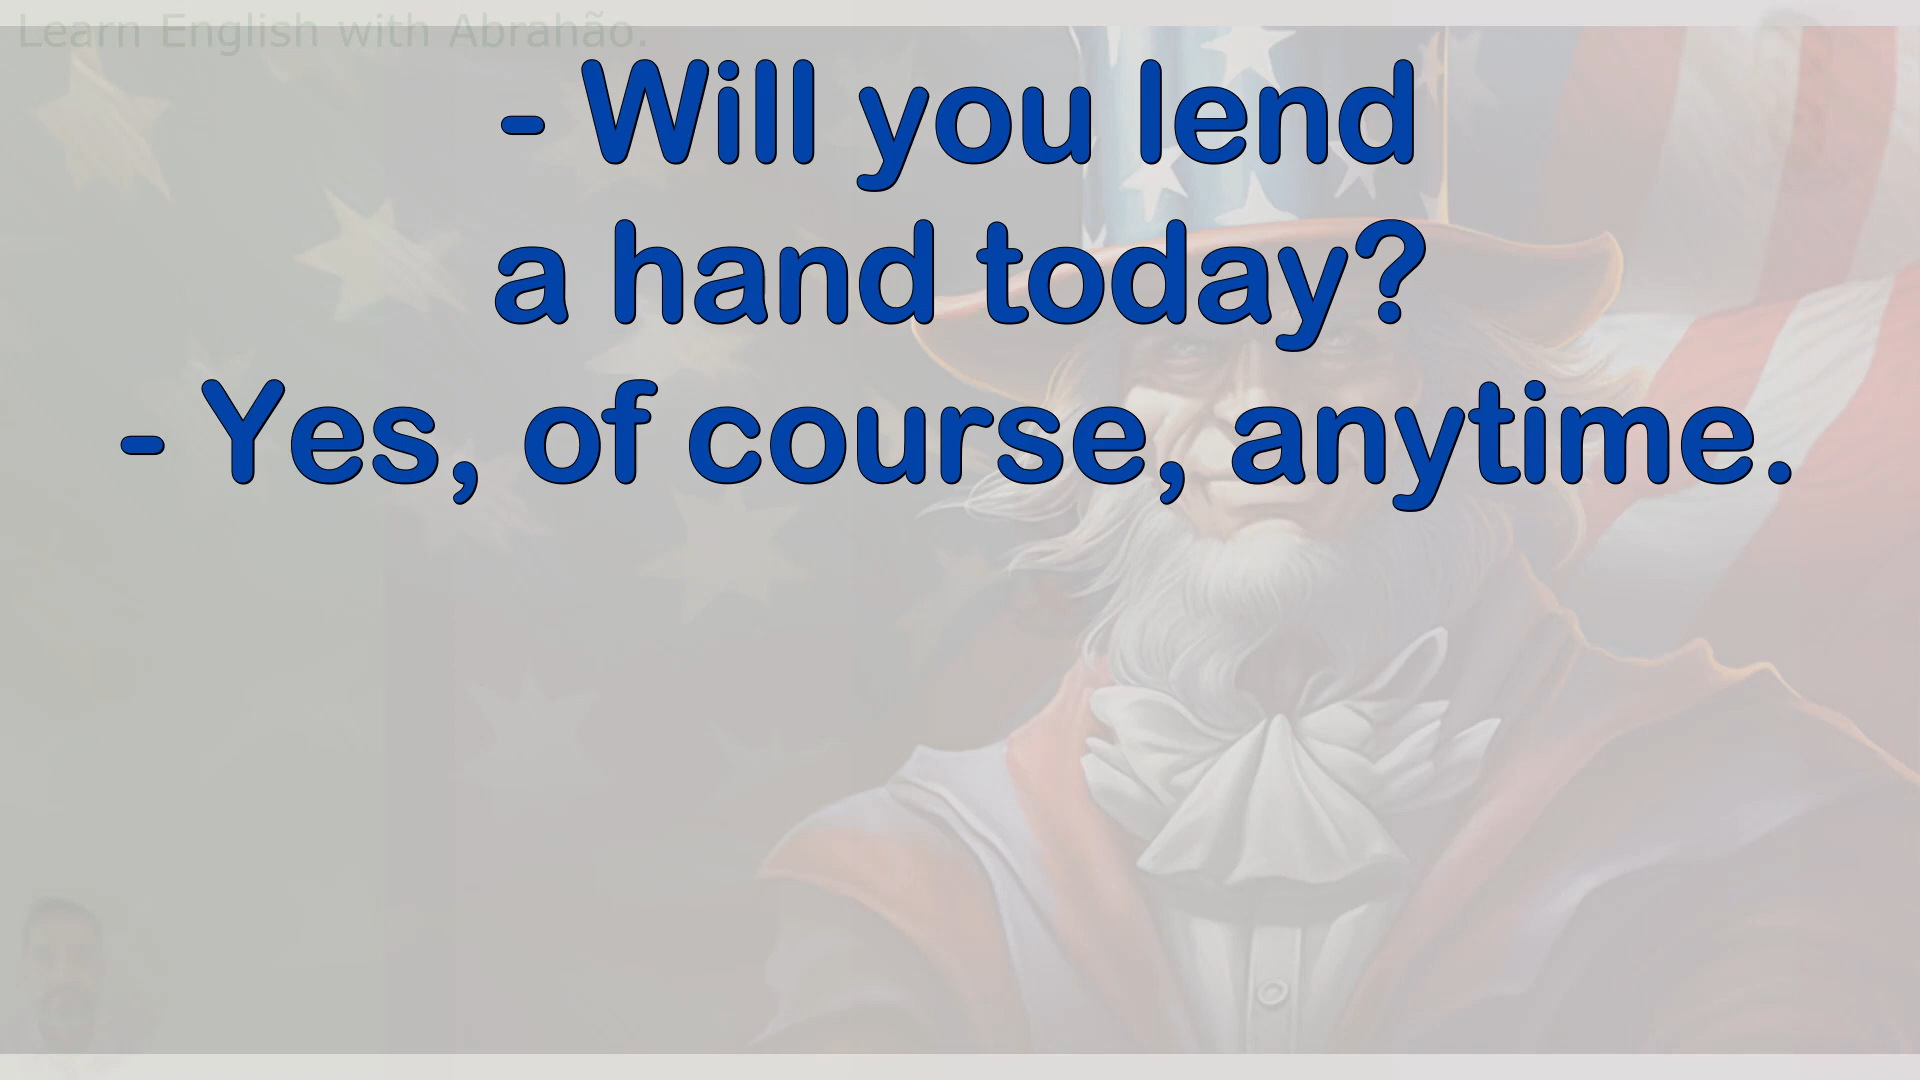 Learn English with Abrahão.
- Will you lend
a hand today?
- Yes, of course, anytime.